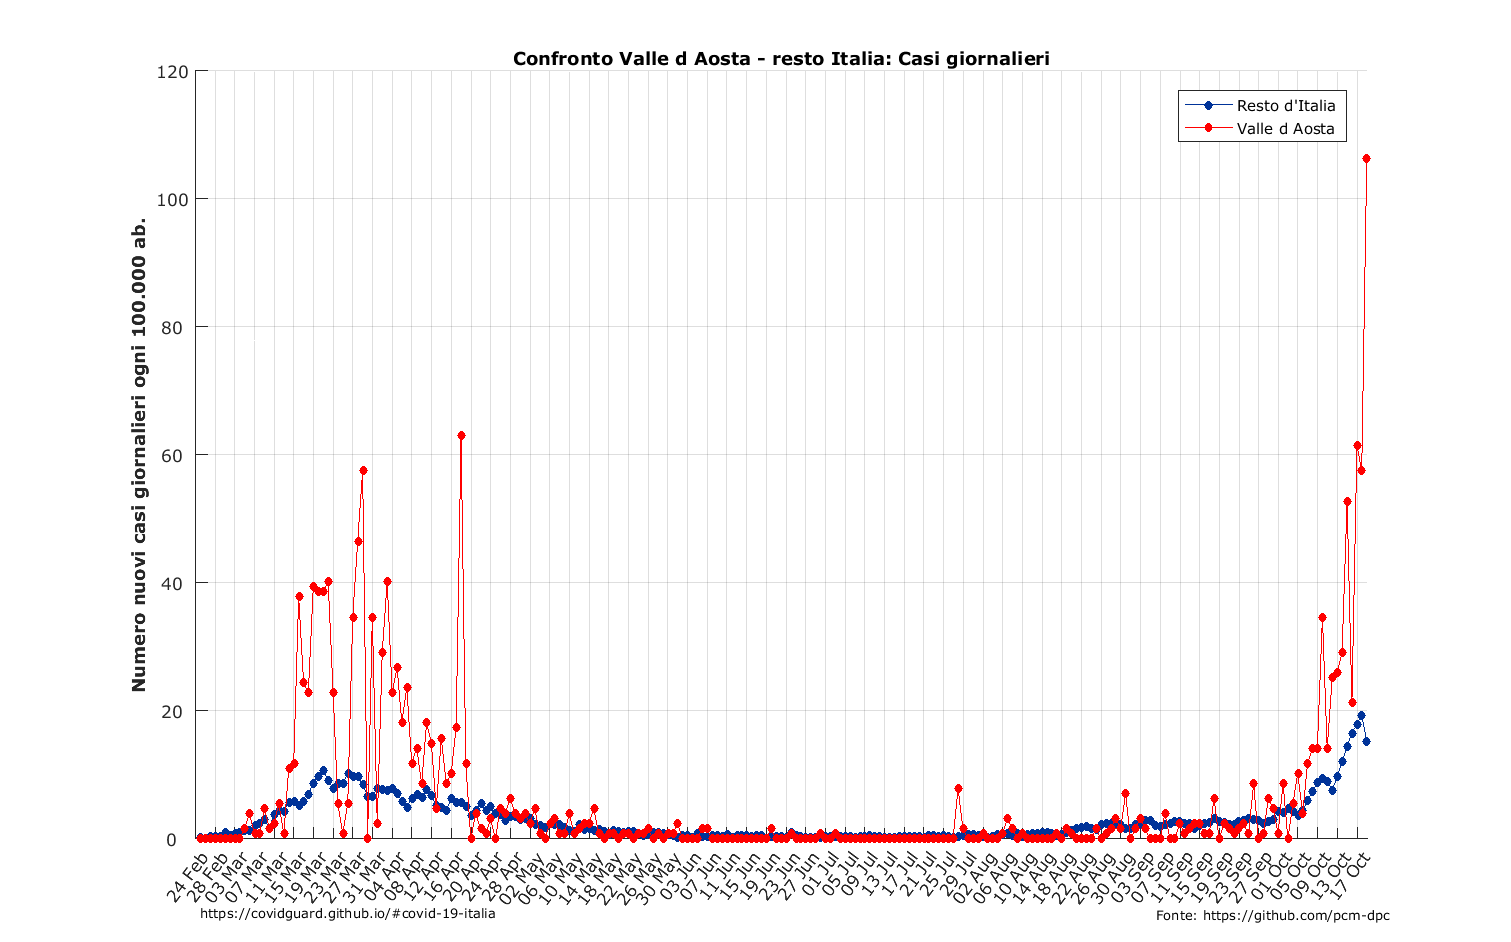 Confronto Valle d Aosta - resto Italia: Casi giornalieri
Resto d'Italia
Valle d Aosta
Numero nuovi casi giornalieri ogni 100.000 ab.
120
100
80
60
40
20
0
24 Feb
28 Feb
03 Mar
07 Mar
11 Mar
15 Mar
19 Mar
23 Mar
27 Mar
31 Mar
04 Apr
08 Apr
12 Apr
16 Apr
20 Apr
24 Apr
28 Apr
02 May
06 May
10 May
14 May
18 May
22 May
26 May
30 May
03 Jun
07 Jun
11 Jun
15 Jun
19 Jun
23 Jun
27 Jun
01 Jul
05 Jul
09 Jul
13 Jul
17 Jul
21 Jul
25 Jul
29 Jul
02 Aug
06 Aug
10 Aug
14 Aug
18 Aug
22 Aug
26 Aug
30 Aug
03 Sep
07 Sep
11 Sep
15 Sep
19 Sep
23 Sep
27 Sep
01 Oct
05 Oct
09 Oct
13 Oct
17 Oct
https://covidguard.github.io/#covid-19-italia
Fonte: https://github.com/pcm-dpc